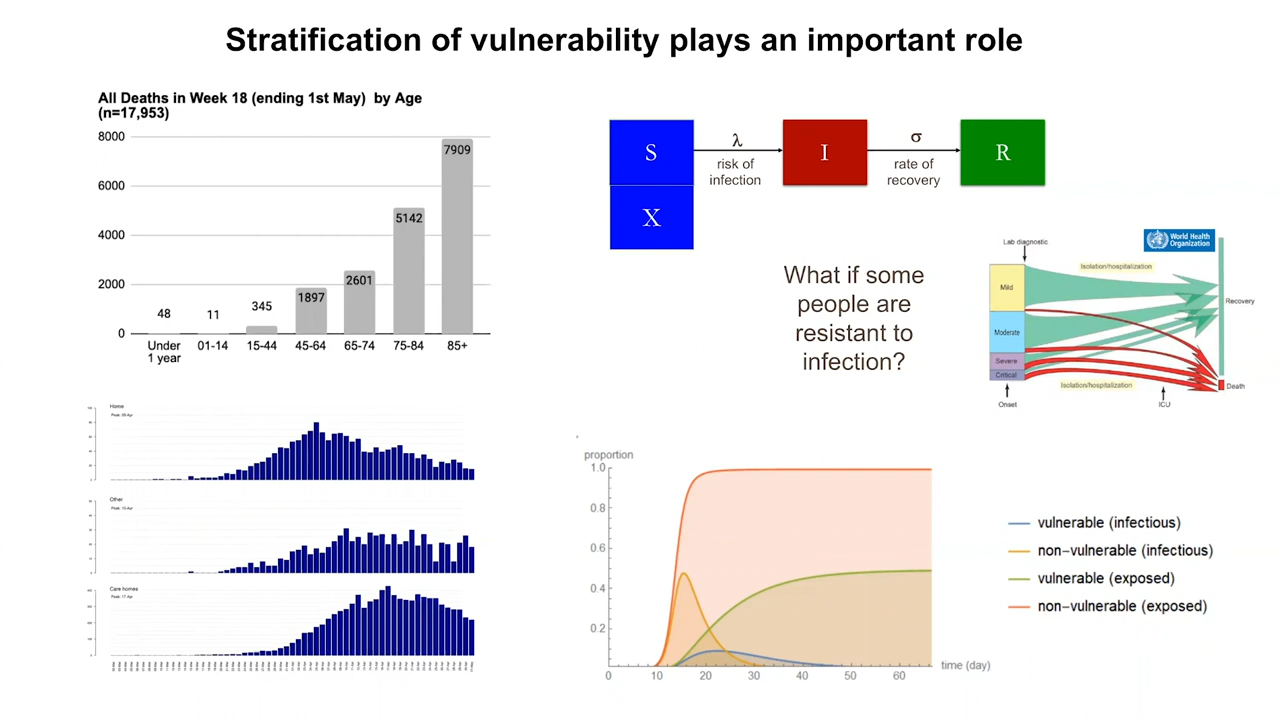 Stratification of vulnerability plays an important role
All Deaths in Week 18 (ending 1st May) by Age
(n=17,953)
8000
6000
4000
2000
0
48
11
345
1897
2601
5142
7909
Under
1 year
01-14
15-44
45-64
65-74
75-84
85+
S
λ
risk of
infection
I
σ
rate of
recovery
R
X
What if some
people are
resistant to
infection?
World Health
Organization
Lab diagnostic
Isolation/hospitalization
Mild
Moderate
Severe
Critical
Recovery
Death
Isolation/hospitalization
Onset
ICU
Home
Other
Care homes
proportion
1.0
0.8
0.6
0.4
0.2
0
10
20
30
40
50
60
time (day)
vulnerable (infectious)
non-vulnerable (infectious)
vulnerable (exposed)
non-vulnerable (exposed)